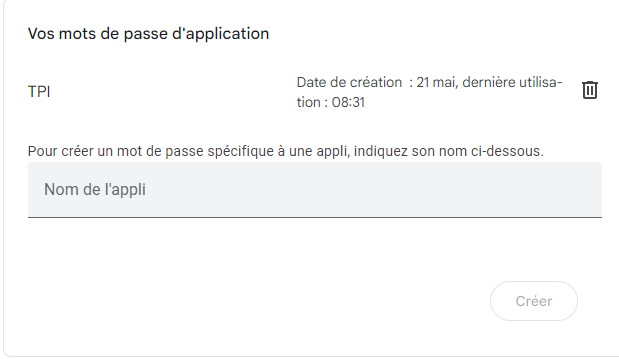 Vos mots de passe d'application
TPI
Date de création : 21 mai, dernière utilisa-
tion : 08:31
Pour créer un mot de passe spécifique à une appli, indiquez son nom ci-dessous.
Nom de l'appli
Créer